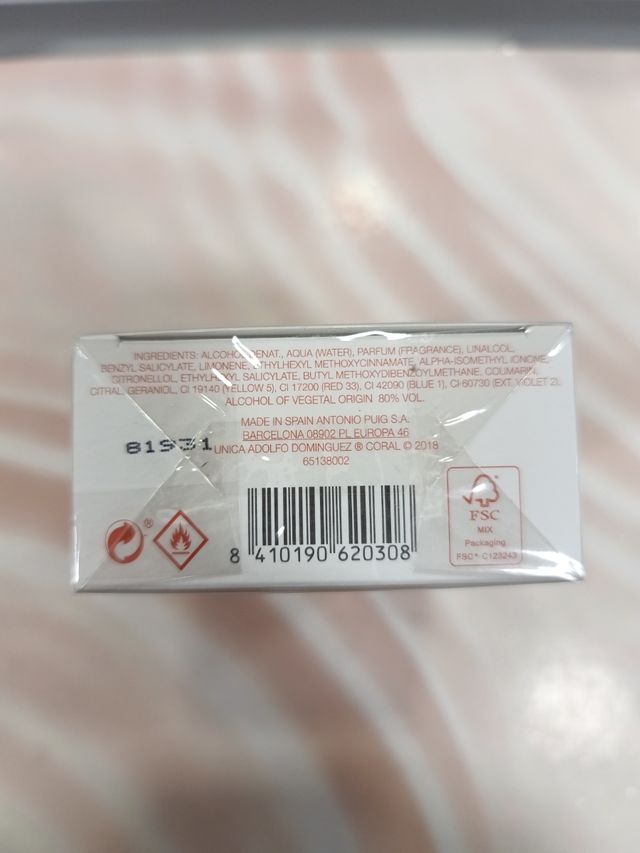 INGREDIENTS: ALCOHOL DENAT., AQUA (WATER), PARFUM (FRAGRANCE), LINALOOL,
BENZYL SALICYLATE, LIMONENE, ETHYLHEXYL METHOXYCINNAMATE, ALPHA-ISOMETHYL IONONE,
CITRONELLOL, ETHYLHEXYL SALICYLATE, BUTYL METHOXYDIBENZOYLMETHANE, COUMARIN,
CITRAL, GERANIOL, CI 19140 (YELLOW 5), CI 17200 (RED 33), CI 42090 (BLUE 1), CI 60730 (EXT. VIOLET 2).
ALCOHOL OF VEGETAL ORIGIN 80% VOL.
MADE IN SPAIN ANTONIO PUIG S.A.
BARCELONA 08902 PL EUROPA 46
81931
UNICA ADOLFO DOMINGUEZ ® CORAL © 2018
65138002
®
8 410190 620308
FSC
MIX
Packaging
FSC® C123243